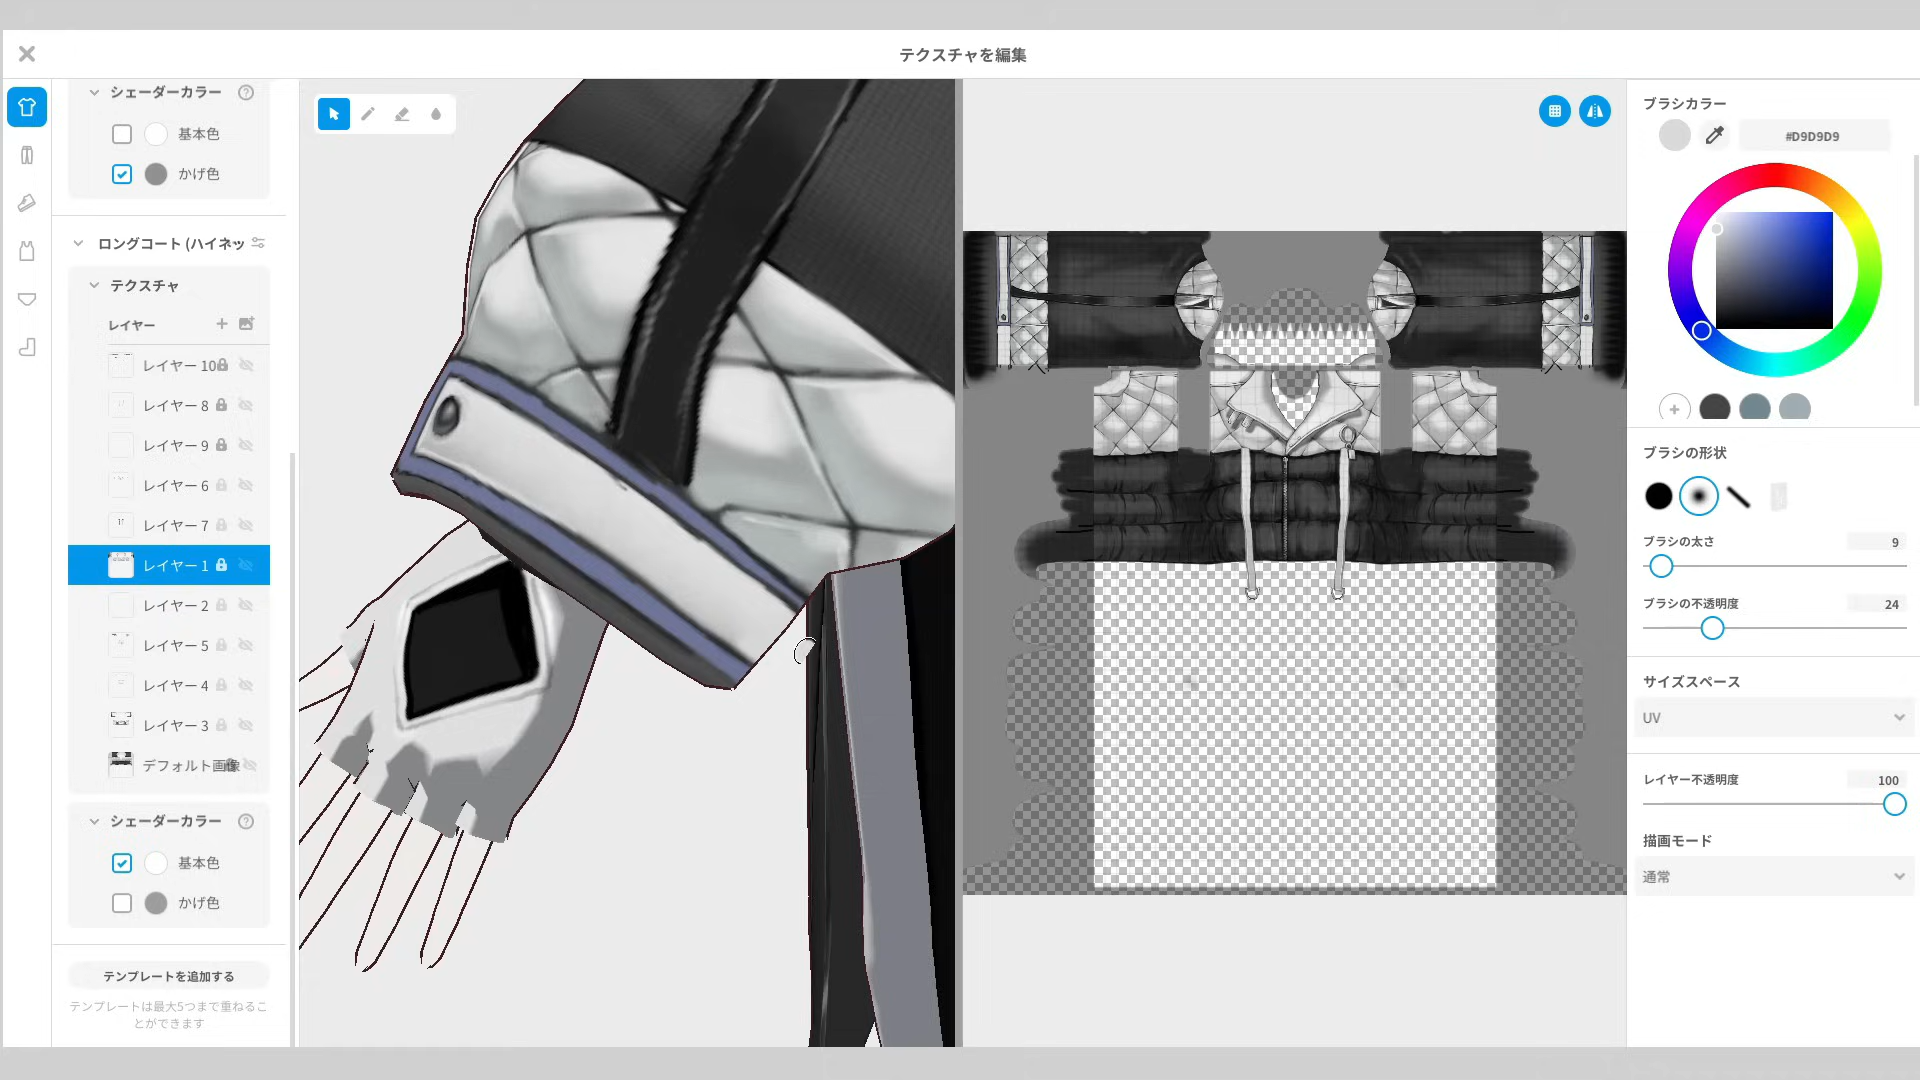 テクスチャを編集
シェーダーカラー
基本色
かげ色
ロングコート (ハイネッ
テクスチャ
レイヤー
レイヤー 10
レイヤー 8
レイヤー 9
レイヤー 6
レイヤー 7
レイヤー 1
レイヤー 2
レイヤー 5
レイヤー 4
レイヤー 3
デフォルト画像
シェーダーカラー
基本色
かげ色
テンプレートを追加する
テンプレートは最大5つまで重ねるこ
とができます
ブラシカラー
#D9D9D9
ブラシの形状
ブラシの太さ 9
ブラシの不透明度 24
サイズスペース
UV
レイヤー不透明度 100
描画モード
通常